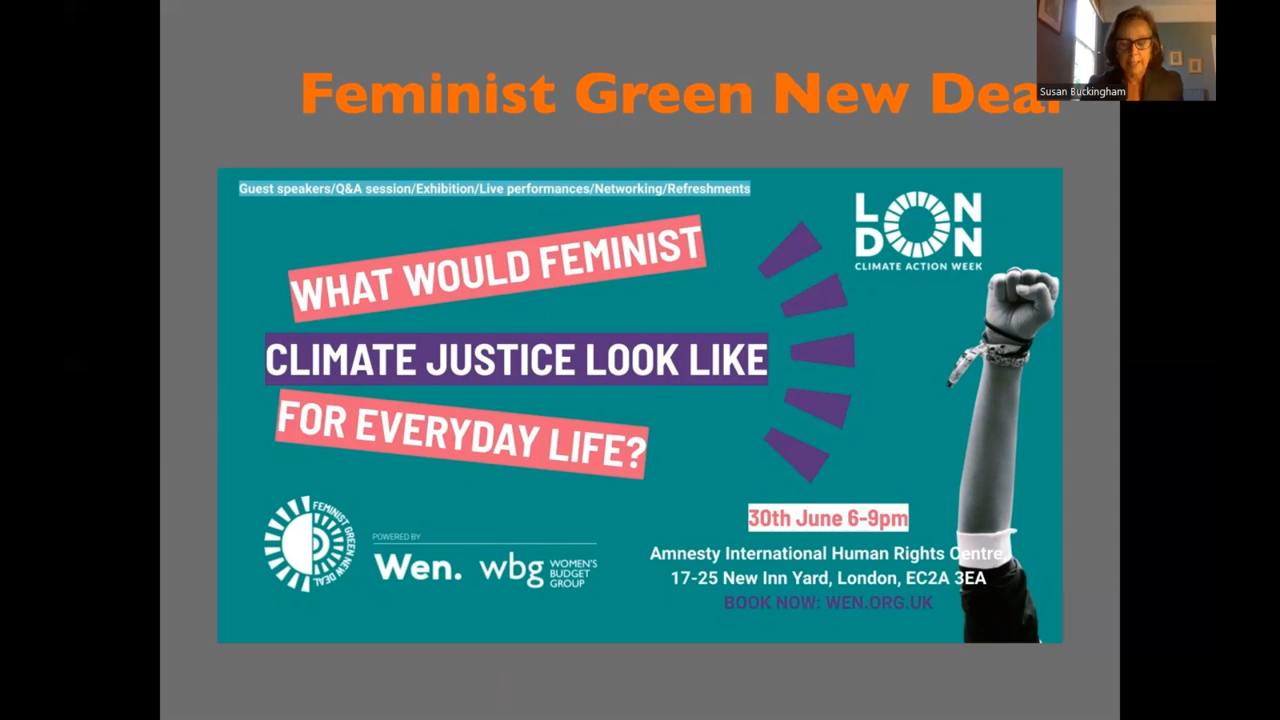 Feminist Green New Deal
Susan Buckingham
Guest speakers/Q&A session/Exhibition/Live performances/Networking/Refreshments
LONDON
CLIMATE ACTION WEEK
WHAT WOULD FEMINIST
CLIMATE JUSTICE LOOK LIKE
FOR EVERYDAY LIFE?
30th June 6-9pm
Amnesty International Human Rights Centre,
17-25 New Inn Yard, London, EC2A 3EA
BOOK NOW: WEN.ORG.UK
FEMINIST GREEN NEW DEAL
POWERED BY
Wen.
wbg
WOMEN'S
BUDGET
GROUP